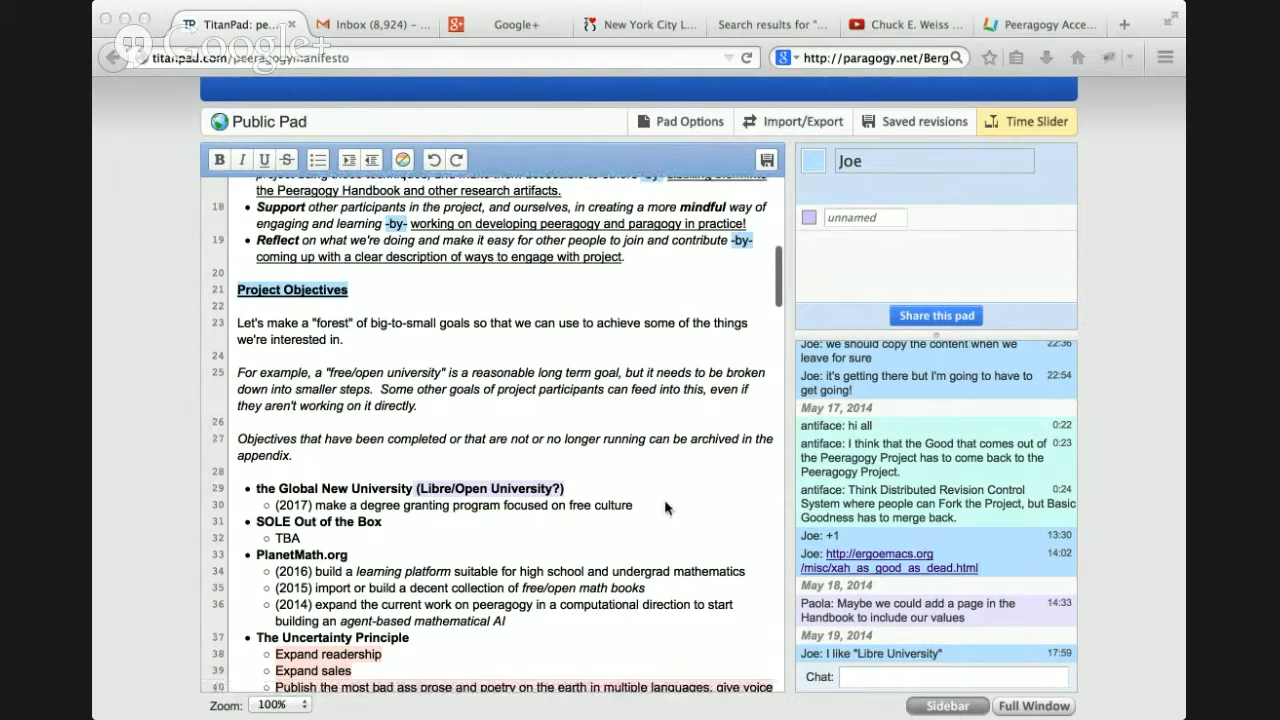 TitanPad: pe...
Inbox (8,924) – ...
Google+
New York City L...
Search results for "...
Chuck E. Weiss ...
Peeragogy Acce...
Google+
titanpad.com/peeragogymanifesto
http://paragogy.net/Berg
Public Pad
Pad Options
Import/Export
Saved revisions
Time Slider
B I U S
the Peeragogy Handbook and other research artifacts.
18 Support other participants in the project, and ourselves, in creating a more mindful way of
engaging and learning -by- working on developing peeragogy and paragogy in practice!
19 Reflect on what we're doing and make it easy for other people to join and contribute -by-
coming up with a clear description of ways to engage with project.
20
21 Project Objectives
22
23 Let's make a "forest" of big-to-small goals so that we can use to achieve some of the things
we're interested in.
24
25 For example, a "free/open university" is a reasonable long term goal, but it needs to be broken
down into smaller steps. Some other goals of project participants can feed into this, even if
they aren't working on it directly.
26
27 Objectives that have been completed or that are not or no longer running can be archived in the
appendix.
28
29 • the Global New University (Libre/Open University?)
30 ○ (2017) make a degree granting program focused on free culture
31 • SOLE Out of the Box
32 ○ TBA
33 • PlanetMath.org
34 ○ (2016) build a learning platform suitable for high school and undergrad mathematics
35 ○ (2015) import or build a decent collection of free/open math books
36 ○ (2014) expand the current work on peeragogy in a computational direction to start
building an agent-based mathematical AI
37 • The Uncertainty Principle
38 ○ Expand readership
39 ○ Expand sales
40 ○ Publish the most bad ass prose and poetry on the earth in multiple languages, give voice
Zoom: 100%
Joe
unnamed
Share this pad
Joe: we should copy the content when we 22:36
leave for sure
Joe: it's getting there but I'm going to have to 22:54
get going!
May 17, 2014
antiface: hi all 0:22
antiface: I think that the Good that comes out of 0:23
the Peeragogy Project has to come back to the
Peeragogy Project.
antiface: Think Distributed Revision Control 0:24
System where people can Fork the Project, but Basic
Goodness has to merge back.
Joe: +1 13:30
Joe: http://ergoemacs.org 14:02
/misc/xah_as_good_as_dead.html
May 18, 2014
Paola: Maybe we could add a page in the 14:33
Handbook to include our values
May 19, 2014
Joe: I like "Libre University" 17:59
Chat:
Sidebar
Full Window